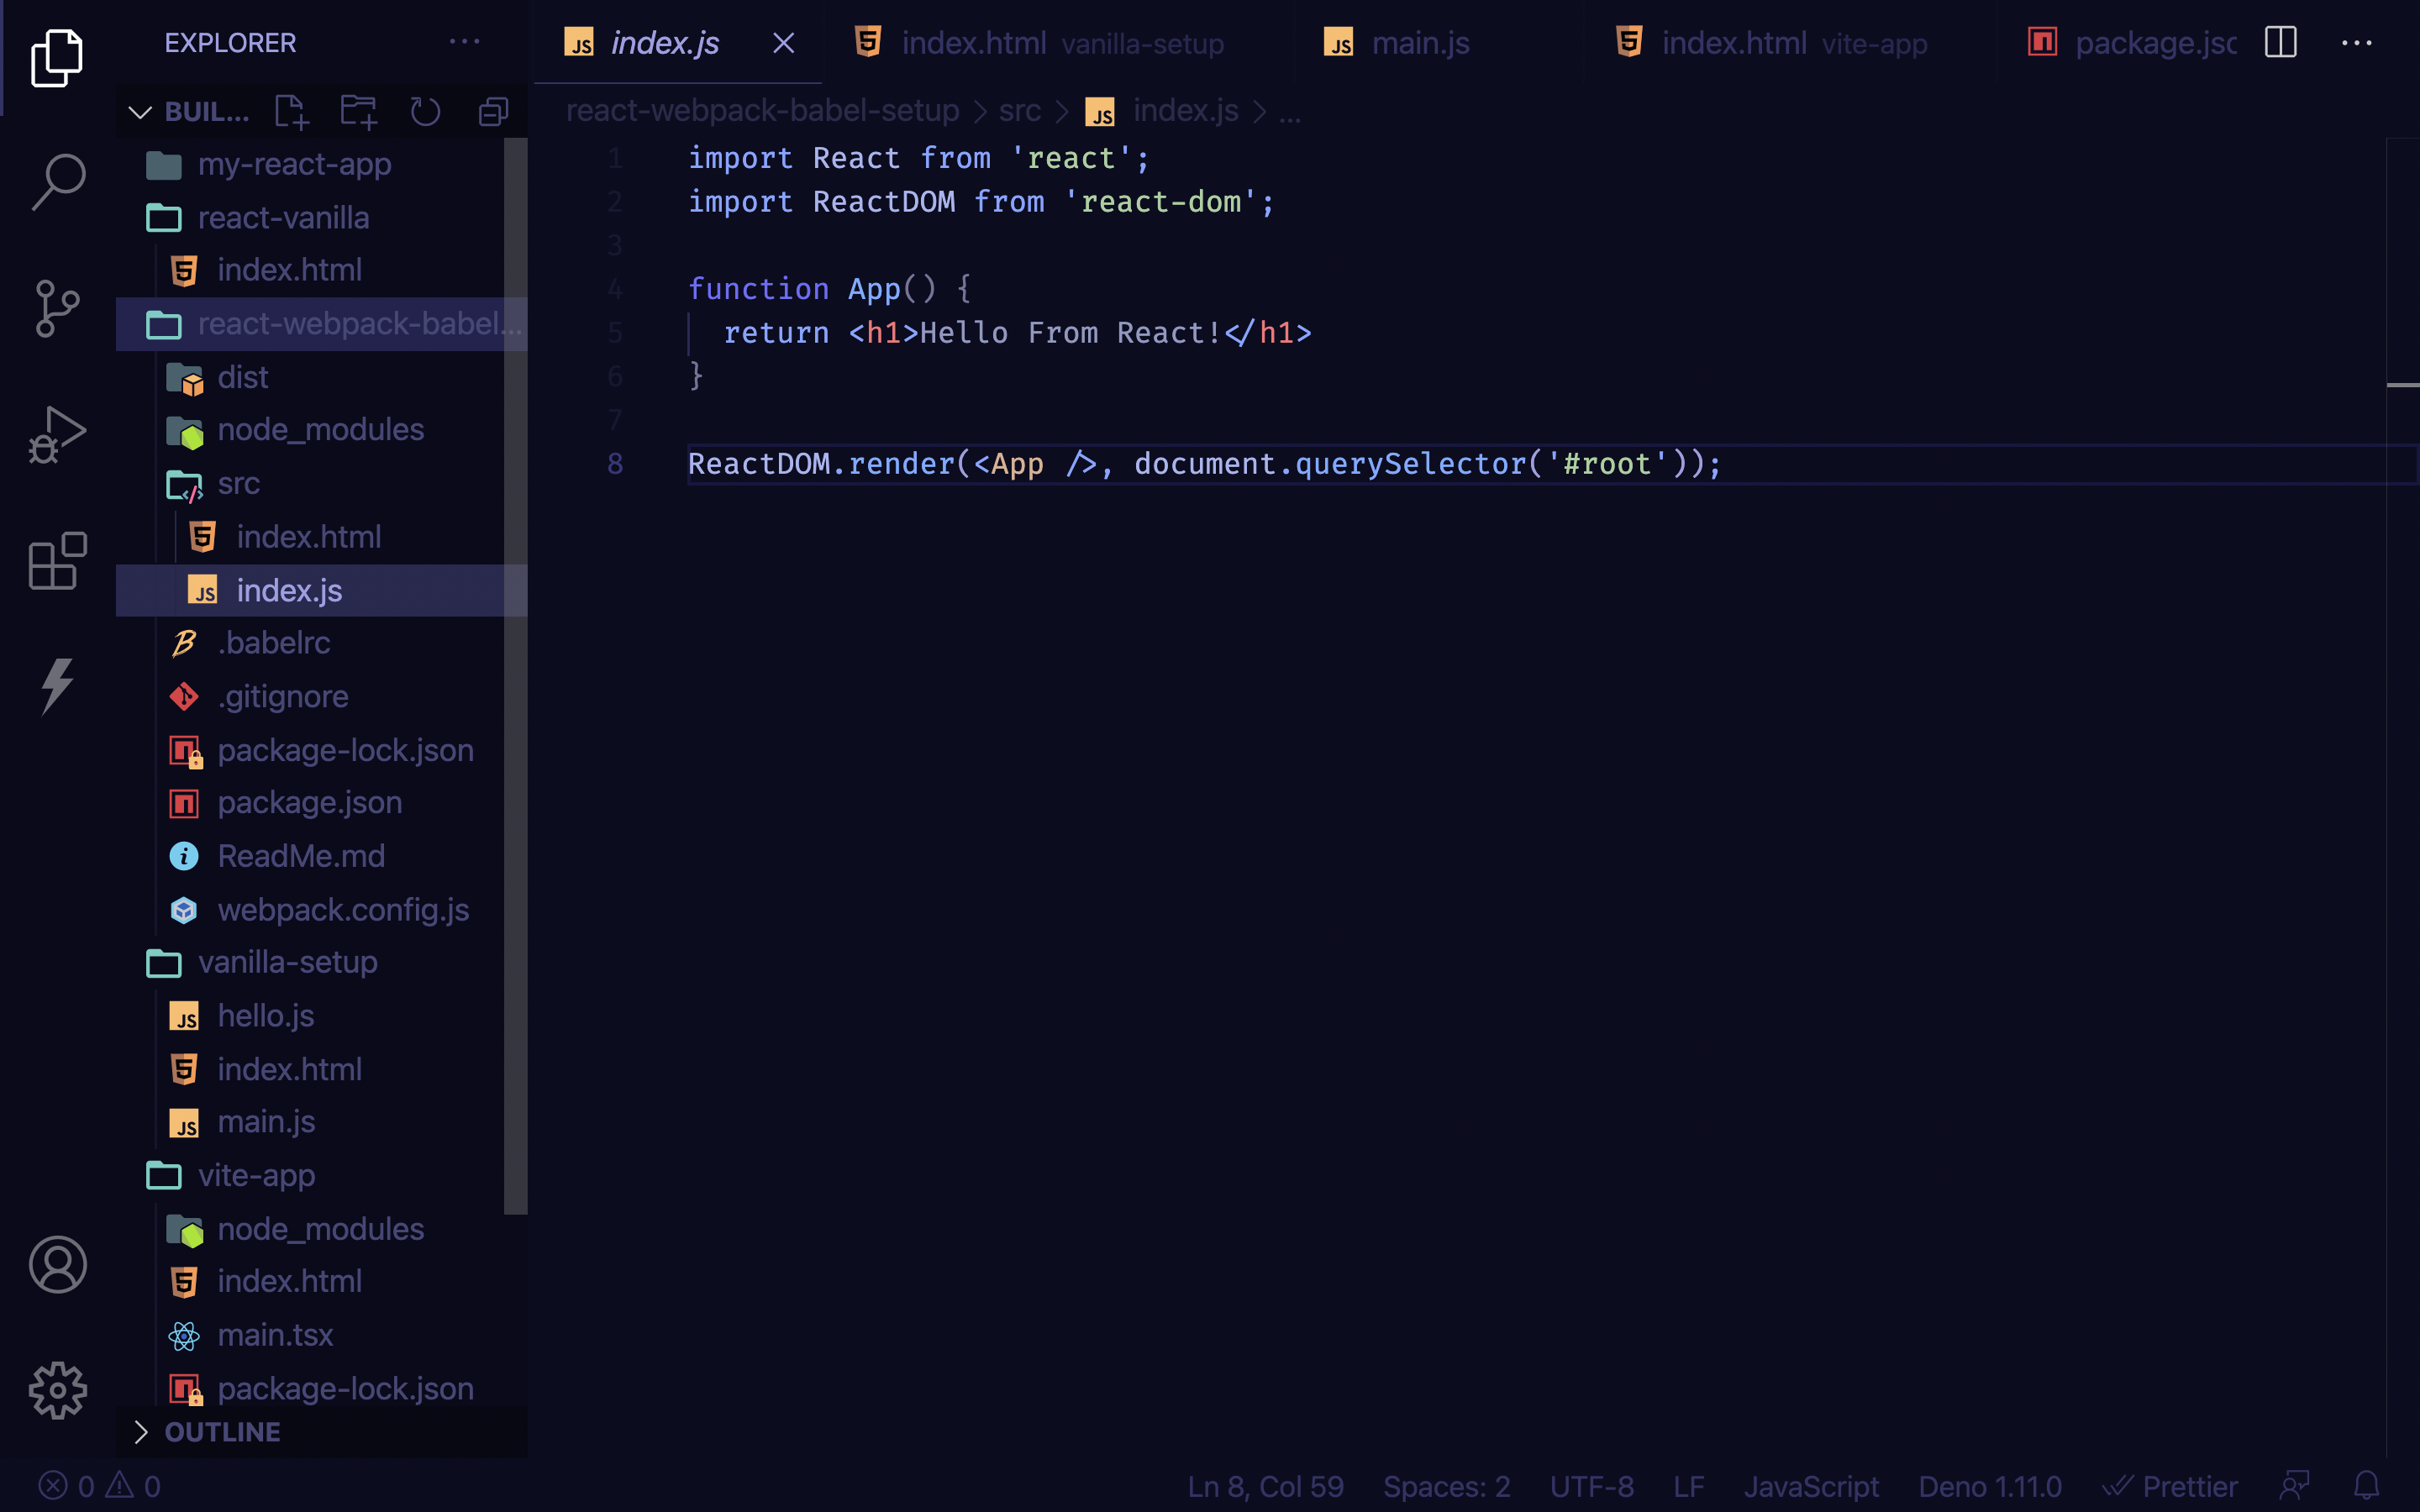 EXPLORER
BUIL...
my-react-app
react-vanilla
index.html
react-webpack-babel...
dist
node_modules
src
index.html
index.js
.babelrc
.gitignore
package-lock.json
package.json
ReadMe.md
webpack.config.js
vanilla-setup
hello.js
index.html
main.js
vite-app
node_modules
index.html
main.tsx
package-lock.json
OUTLINE
index.js index.html vanilla-setup main.js index.html vite-app package.jsc
react-webpack-babel-setup > src > index.js > ...
1 import React from 'react';
2 import ReactDOM from 'react-dom';
3
4 function App() {
5 return <h1>Hello From React!</h1>
6 }
7
8 ReactDOM.render(<App />, document.querySelector('#root'));
0 0 Ln 8, Col 59 Spaces: 2 UTF-8 LF JavaScript Deno 1.11.0 Prettier